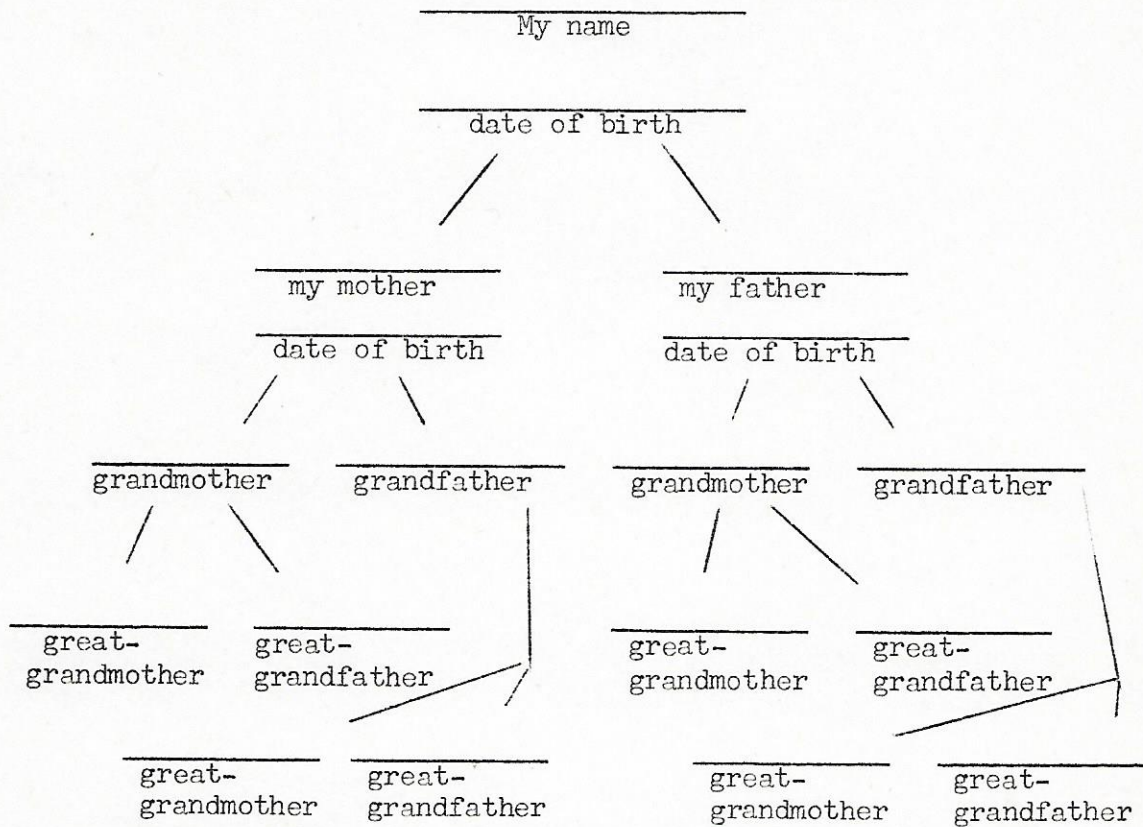 My name
date of birth
my mother my father
date of birth date of birth
grandmother grandfather grandmother grandfather
great- great- great- great-
grandmother grandfather grandmother grandfather
great- great- great- great-
grandmother grandfather grandmother grandfather